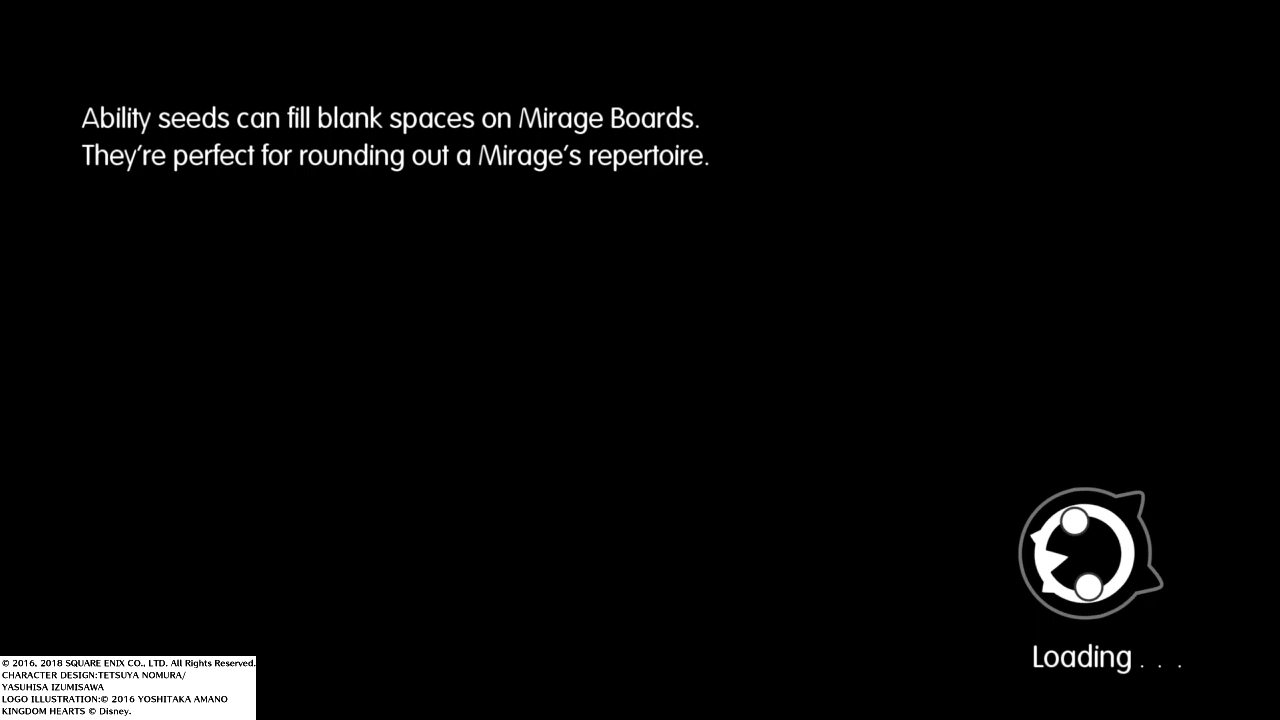 Ability seeds can fill blank spaces on Mirage Boards.
They're perfect for rounding out a Mirage's repertoire.
Loading . . .
© 2016, 2018 SQUARE ENIX CO., LTD. All Rights Reserved.
CHARACTER DESIGN:TETSUYA NOMURA/
YASUHISA IZUMISAWA
LOGO ILLUSTRATION:© 2016 YOSHITAKA AMANO
KINGDOM HEARTS © Disney.